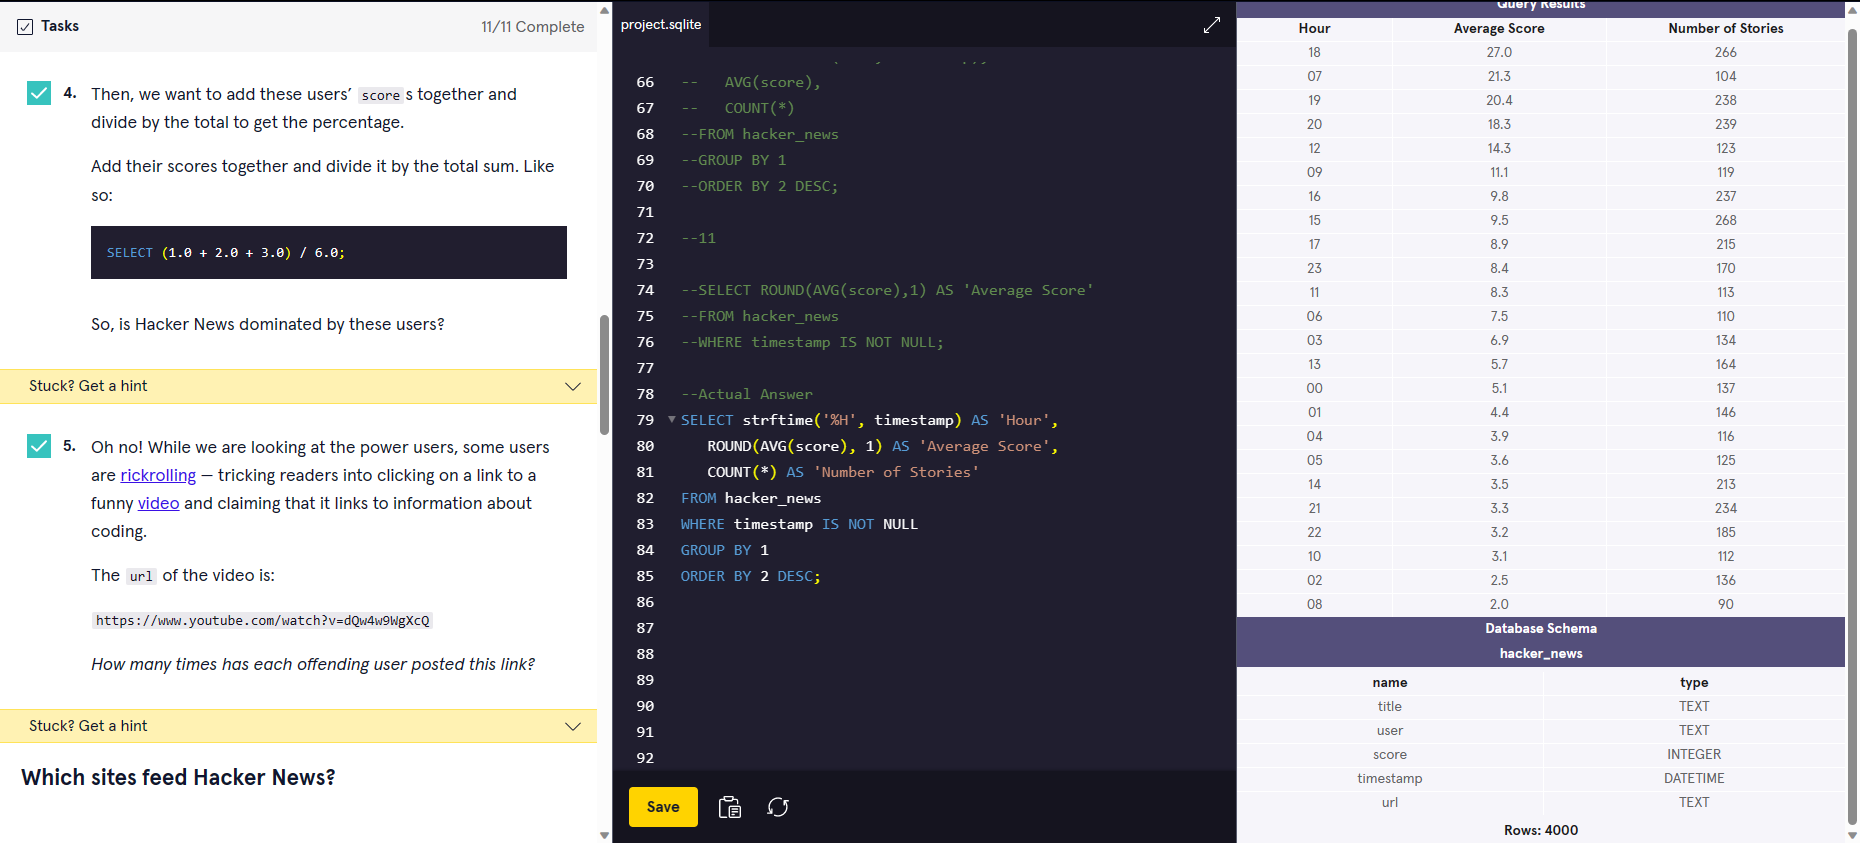 Tasks
11/11 Complete
4. Then, we want to add these users’ score s together and
divide by the total to get the percentage.
Add their scores together and divide it by the total sum. Like
so:
SELECT (1.0 + 2.0 + 3.0) / 6.0;
So, is Hacker News dominated by these users?
Stuck? Get a hint
5. Oh no! While we are looking at the power users, some users
are rickrolling — tricking readers into clicking on a link to a
funny video and claiming that it links to information about
coding.
The url of the video is:
https://www.youtube.com/watch?v=dQw4w9WgXcQ
How many times has each offending user posted this link?
Stuck? Get a hint
Which sites feed Hacker News?
project.sqlite
66 -- AVG(score),
67 -- COUNT(*)
68 --FROM hacker_news
69 --GROUP BY 1
70 --ORDER BY 2 DESC;
71
72 --11
73
74 --SELECT ROUND(AVG(score),1) AS 'Average Score'
75 --FROM hacker_news
76 --WHERE timestamp IS NOT NULL;
77
78 --Actual Answer
79 SELECT strftime('%H', timestamp) AS 'Hour',
80 ROUND(AVG(score), 1) AS 'Average Score',
81 COUNT(*) AS 'Number of Stories'
82 FROM hacker_news
83 WHERE timestamp IS NOT NULL
84 GROUP BY 1
85 ORDER BY 2 DESC;
86
87
88
89
90
91
92
Save
Query Results
Hour Average Score Number of Stories
18 27.0 266
07 21.3 104
19 20.4 238
20 18.3 239
12 14.3 123
09 11.1 119
16 9.8 237
15 9.5 268
17 8.9 215
23 8.4 170
11 8.3 113
06 7.5 110
03 6.9 134
13 5.7 164
00 5.1 137
01 4.4 146
04 3.9 116
05 3.6 125
14 3.5 213
21 3.3 234
22 3.2 185
10 3.1 112
02 2.5 136
08 2.0 90
Database Schema
hacker_news
name type
title TEXT
user TEXT
score INTEGER
timestamp DATETIME
url TEXT
Rows: 4000